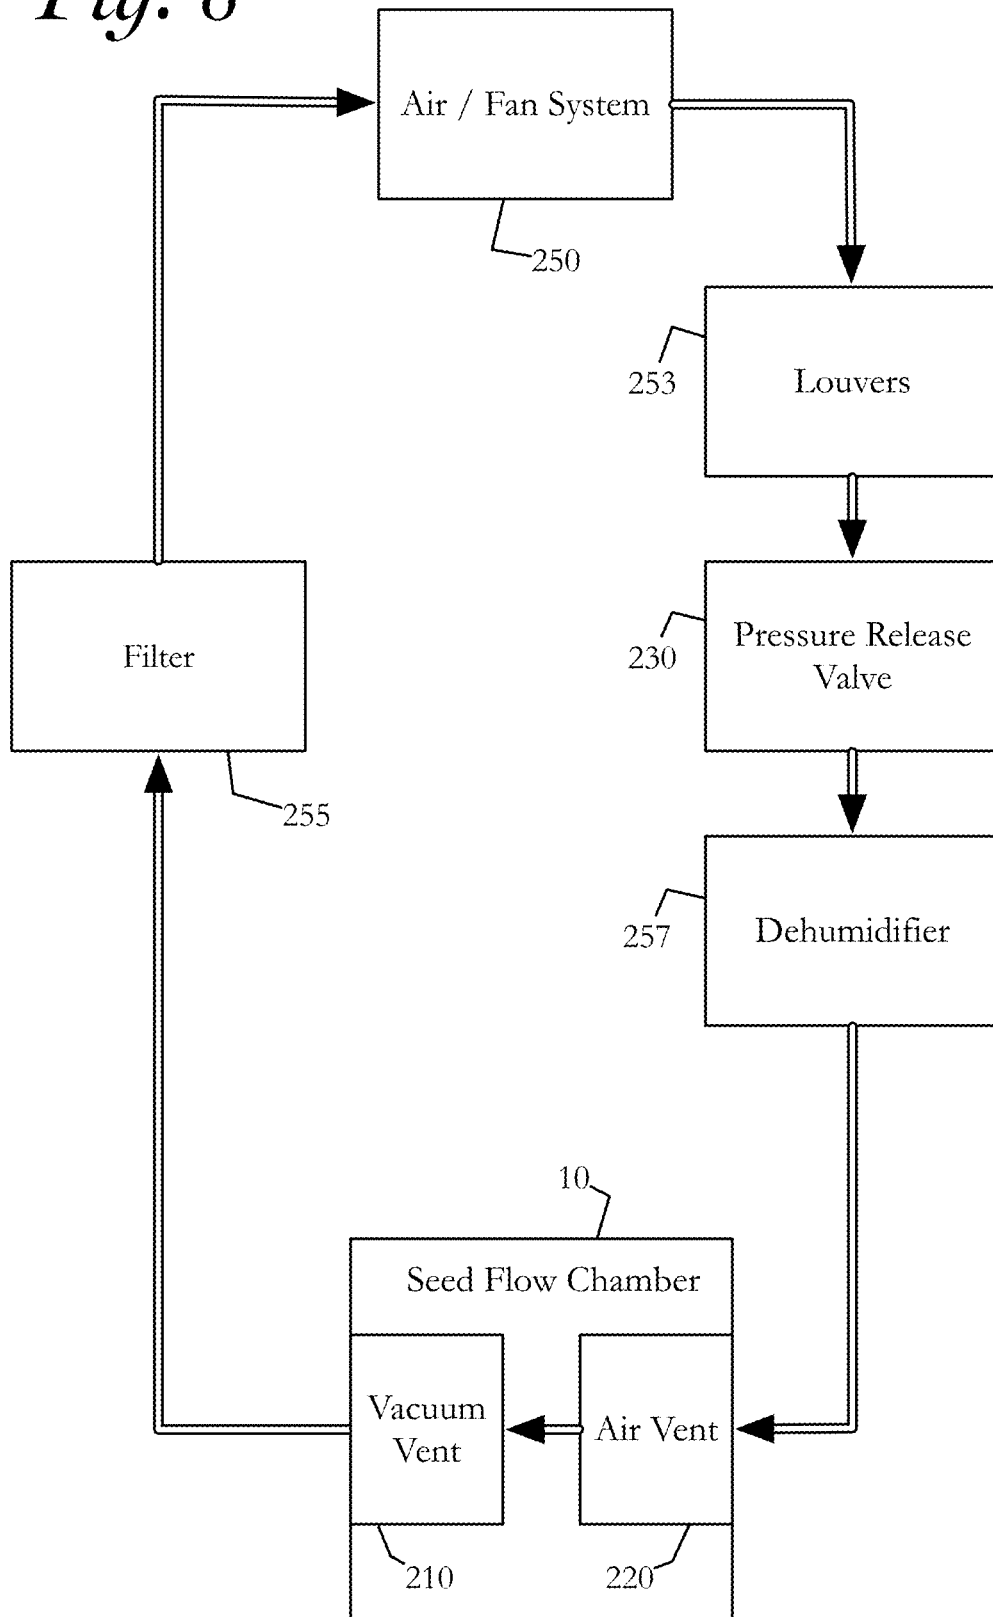 Fig. 8
Air / Fan System
250
253
Louvers
230
Pressure Release
Valve
Filter
255
257
Dehumidifier
10
Seed Flow Chamber
Vacuum
Vent
Air Vent
210
220